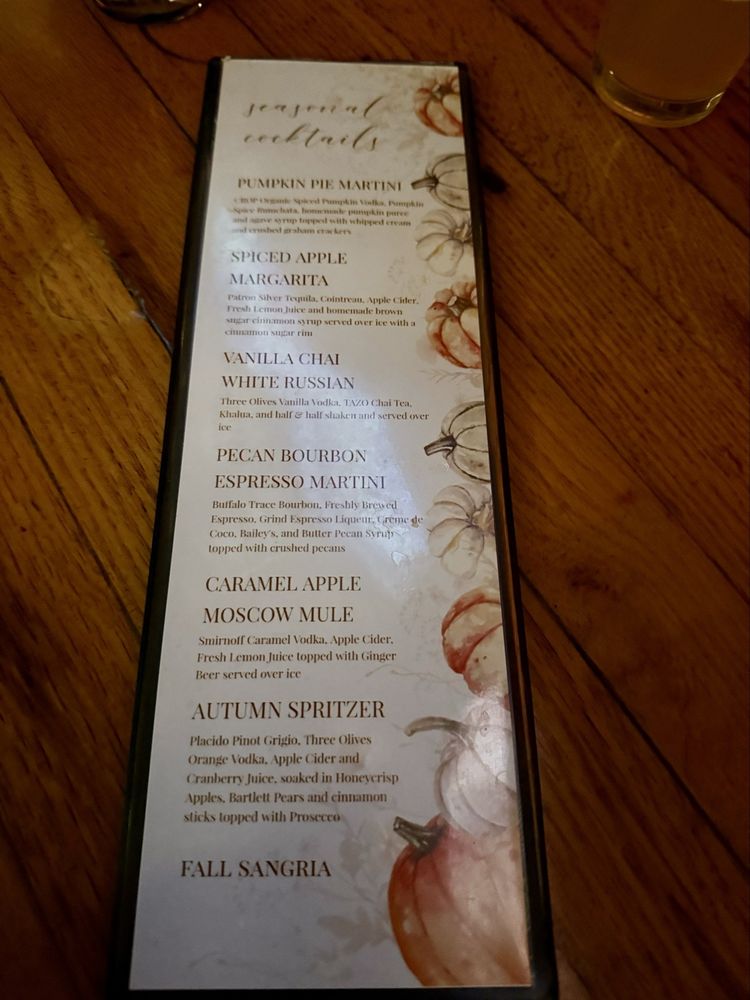 seasonal
cocktails
PUMPKIN PIE MARTINI
CROP Organic Spiced Pumpkin Vodka, Pumpkin
Spice Rumchata, homemade pumpkin puree
and agave syrup topped with whipped cream
and crushed graham crackers
SPICED APPLE
MARGARITA
Patron Silver Tequila, Cointreau, Apple Cider,
Fresh Lemon Juice and homemade brown
sugar cinnamon syrup served over ice with a
cinnamon sugar rim
VANILLA CHAI
WHITE RUSSIAN
Three Olives Vanilla Vodka, TAZO Chai Tea,
Khalua, and half & half shaken and served over
ice
PECAN BOURBON
ESPRESSO MARTINI
Buffalo Trace Bourbon, Freshly Brewed
Espresso, Grind Espresso Liqueur, Creme de
Coco, Bailey's, and Butter Pecan Syrup
topped with crushed pecans
CARAMEL APPLE
MOSCOW MULE
Smirnoff Caramel Vodka, Apple Cider,
Fresh Lemon Juice topped with Ginger
Beer served over ice
AUTUMN SPRITZER
Placido Pinot Grigio, Three Olives
Orange Vodka, Apple Cider and
Cranberry Juice, soaked in Honeycrisp
Apples, Bartlett Pears and cinnamon
sticks topped with Prosecco
FALL SANGRIA